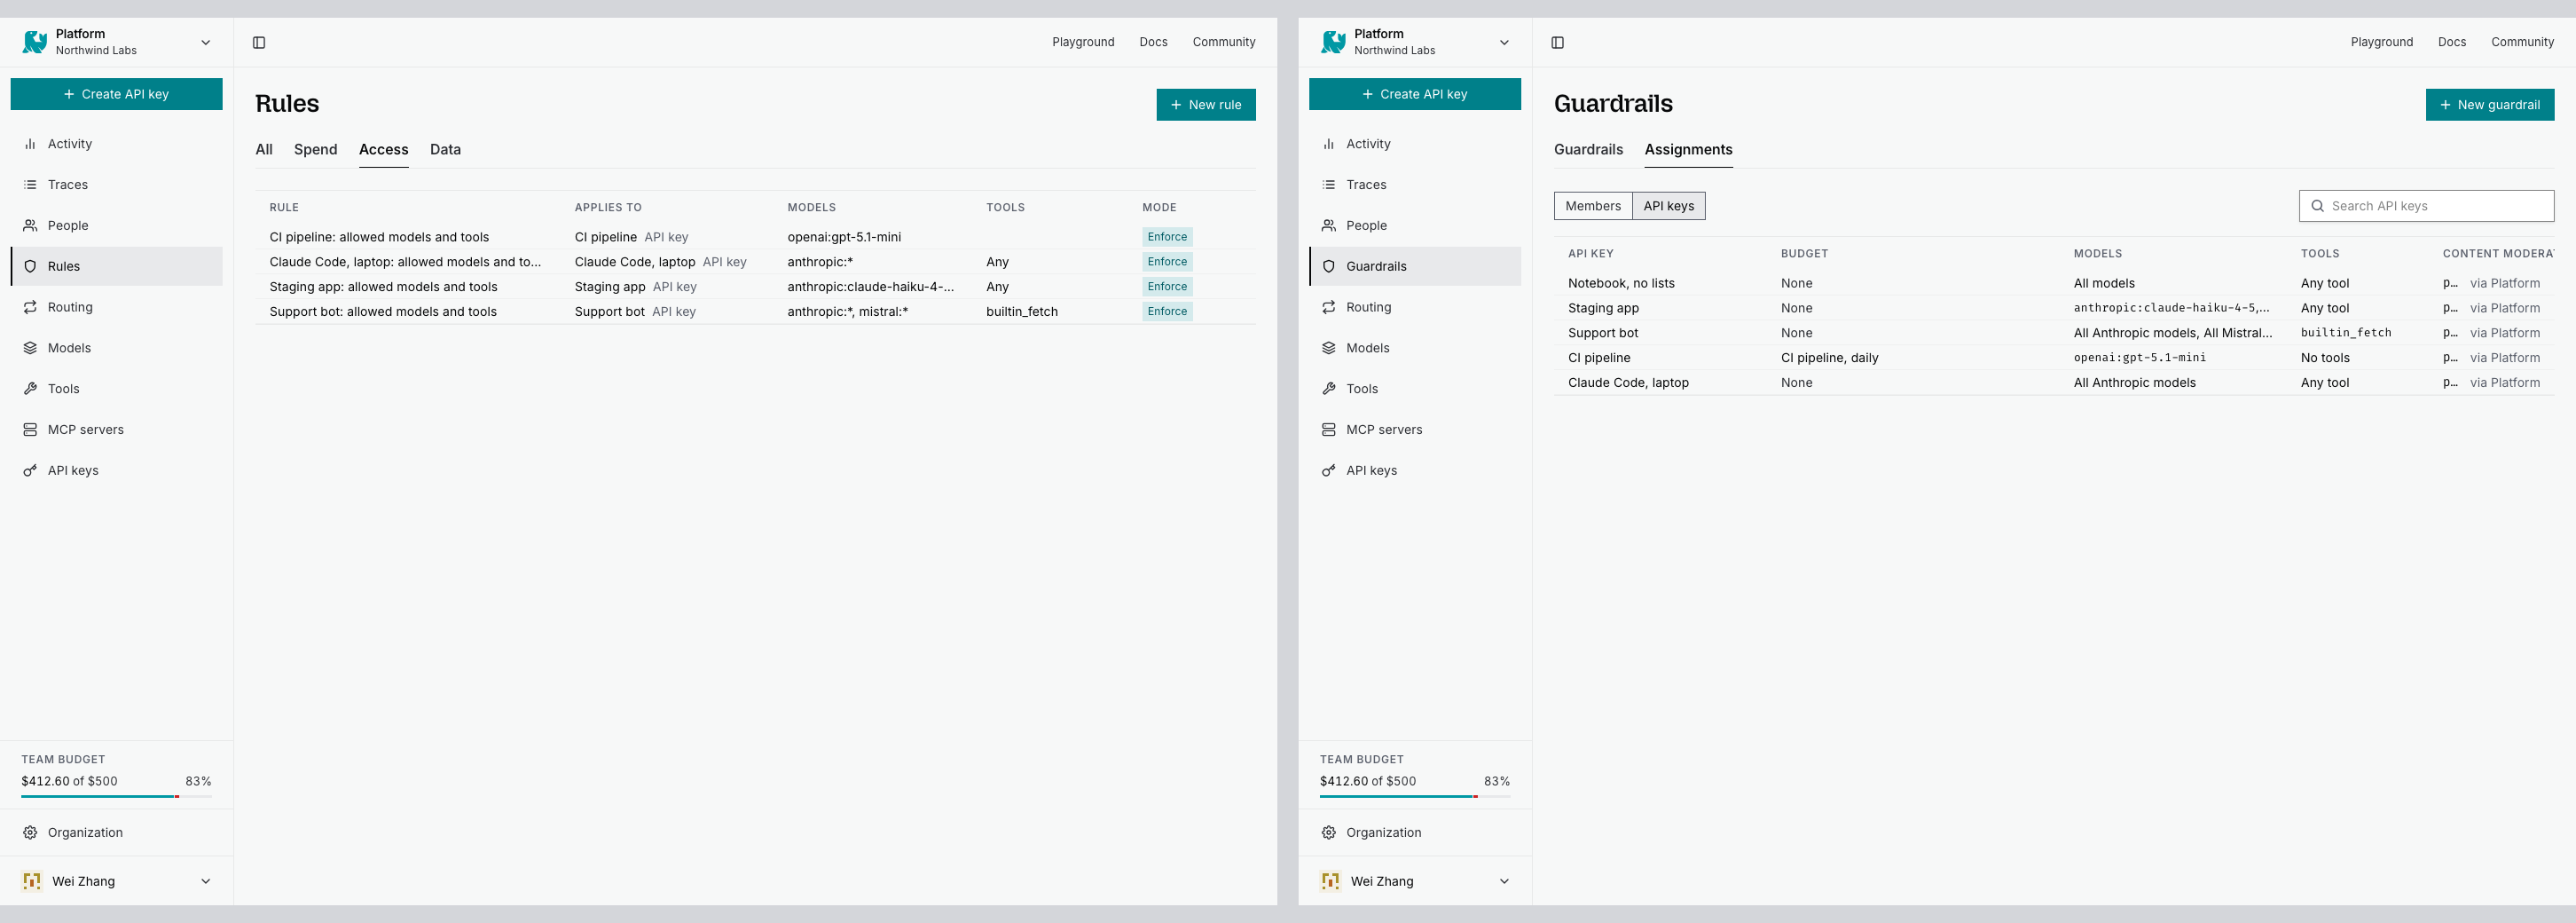 Platform
Northwind Labs
Playground Docs Community
Create API key
Activity
Traces
People
Rules
Routing
Models
Tools
MCP servers
API keys
TEAM BUDGET
$412.60 of $500 83%
Organization
Wei Zhang
Rules
New rule
All Spend Access Data
RULE APPLIES TO MODELS TOOLS MODE
CI pipeline: allowed models and tools CI pipeline API key openai:gpt-5.1-mini Enforce
Claude Code, laptop: allowed models and to... Claude Code, laptop API key anthropic:* Any Enforce
Staging app: allowed models and tools Staging app API key anthropic:claude-haiku-4-... Any Enforce
Support bot: allowed models and tools Support bot API key anthropic:*, mistral:* builtin_fetch Enforce
Platform
Northwind Labs
Playground Docs Community
Create API key
Activity
Traces
People
Guardrails
Routing
Models
Tools
MCP servers
API keys
TEAM BUDGET
$412.60 of $500 83%
Organization
Wei Zhang
Guardrails
New guardrail
Guardrails Assignments
Members API keys
Search API keys
API KEY BUDGET MODELS TOOLS CONTENT MODERAT
Notebook, no lists None All models Any tool p... via Platform
Staging app None anthropic:claude-haiku-4-5,... Any tool p... via Platform
Support bot None All Anthropic models, All Mistral... builtin_fetch p... via Platform
CI pipeline CI pipeline, daily openai:gpt-5.1-mini No tools p... via Platform
Claude Code, laptop None All Anthropic models Any tool p... via Platform